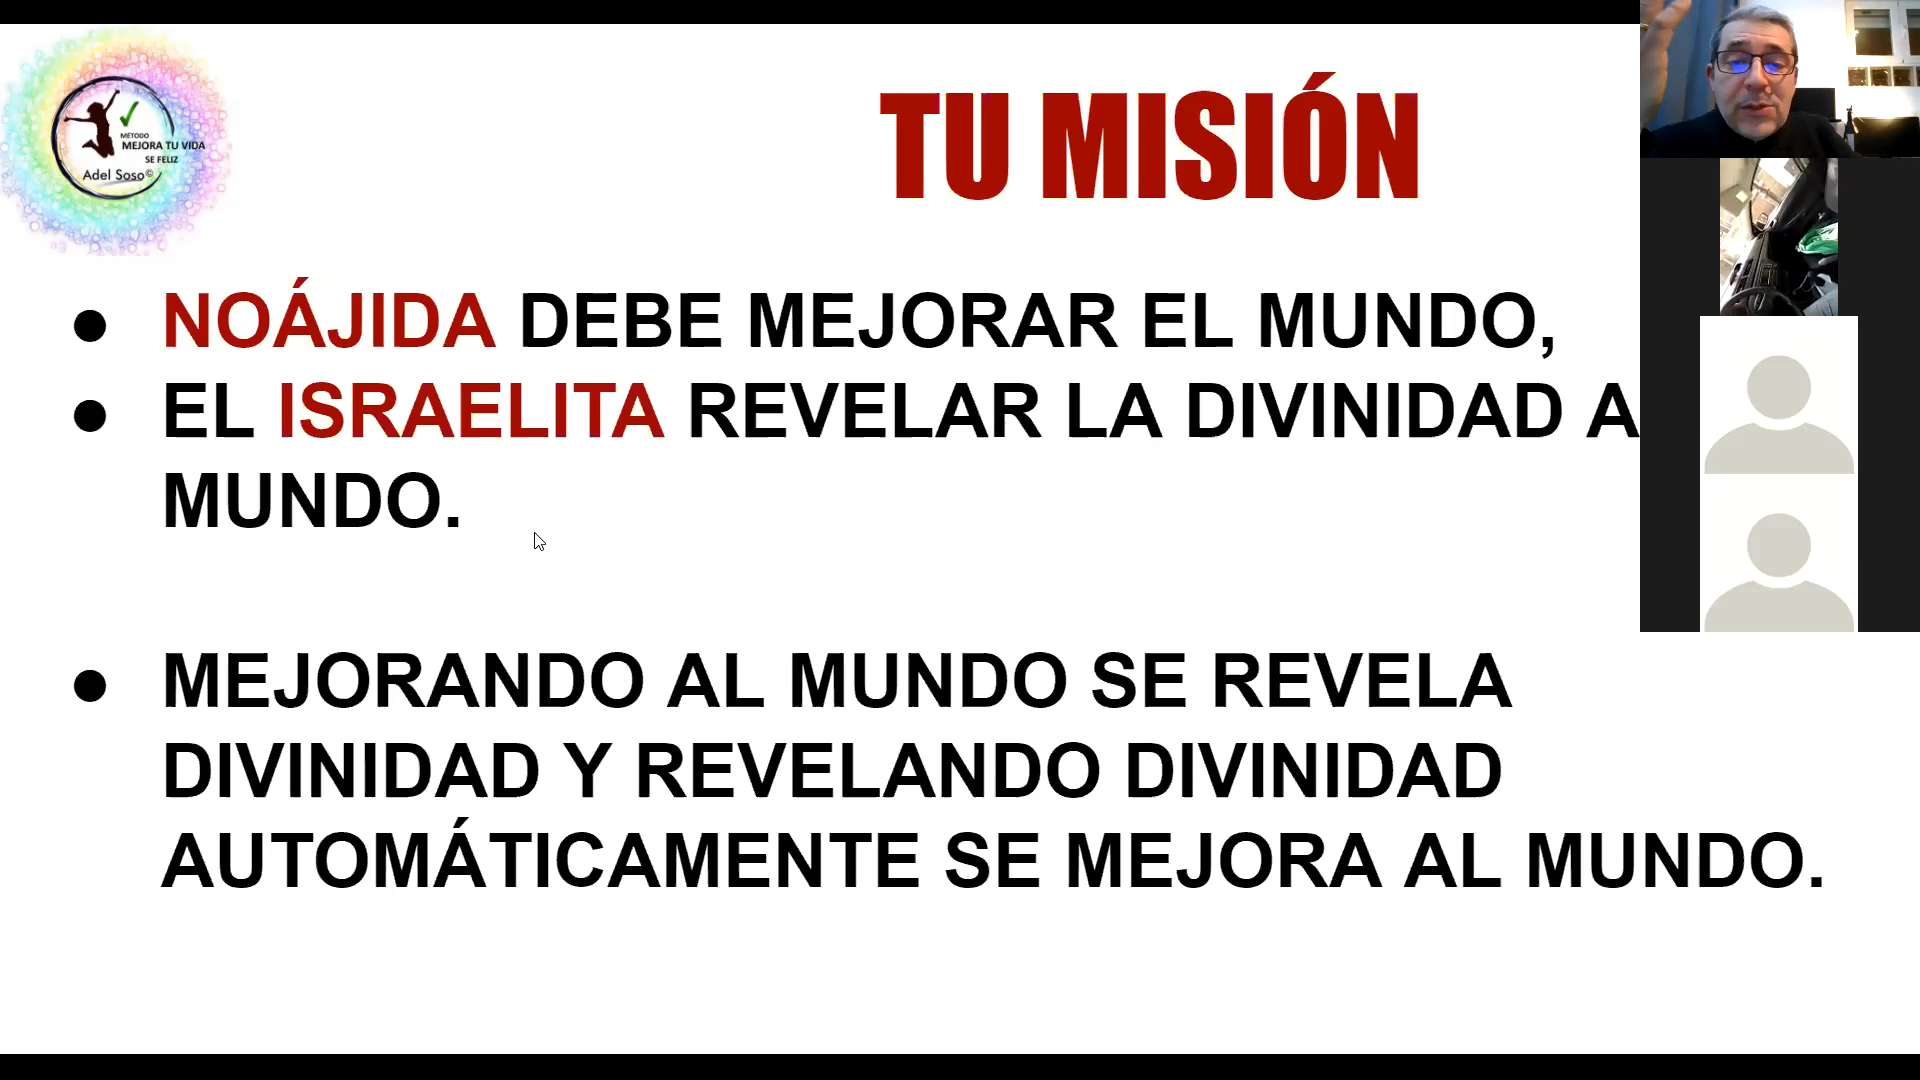 MÉTODO
MEJORA TU VIDA
SE FELIZ
Adel Soso©
TU MISIÓN
● NOÁJIDA DEBE MEJORAR EL MUNDO,
● EL ISRAELITA REVELAR LA DIVINIDAD A
MUNDO.
● MEJORANDO AL MUNDO SE REVELA
DIVINIDAD Y REVELANDO DIVINIDAD
AUTOMÁTICAMENTE SE MEJORA AL MUNDO.